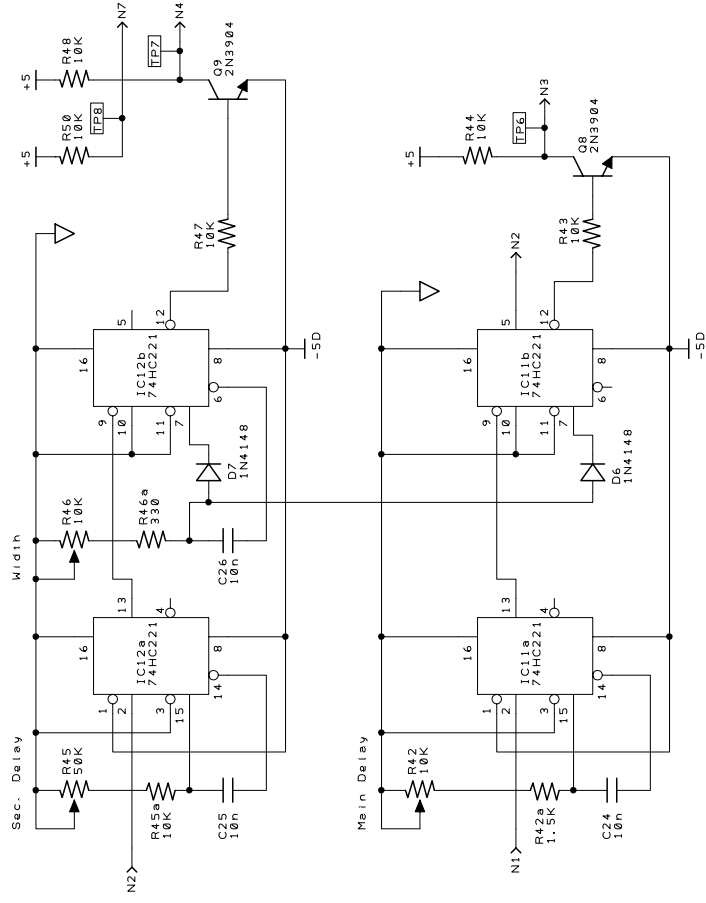 Sec. Delay
Width
R45
50K
R45a
10K
C25
10n
N2
1
2
3
15
16
IC12a
74HC221
8
14
13
4
R46
10K
R46a
330
C26
10n
D7
1N4148
9
10
11
7
16
IC12b
74HC221
8
6
5
12
-5D
R47
10K
+5
R50
10K
TP8
+5
R48
10K
N7
TP7
N4
Q9
2N3904
Main Delay
R42
10K
R42a
1.5K
C24
10n
N1
1
2
3
15
16
IC11a
74HC221
8
14
13
4
D6
1N4148
9
10
11
7
16
IC11b
74HC221
8
6
5
12
-5D
N2
R43
10K
+5
R44
10K
TP6
N3
Q8
2N3904